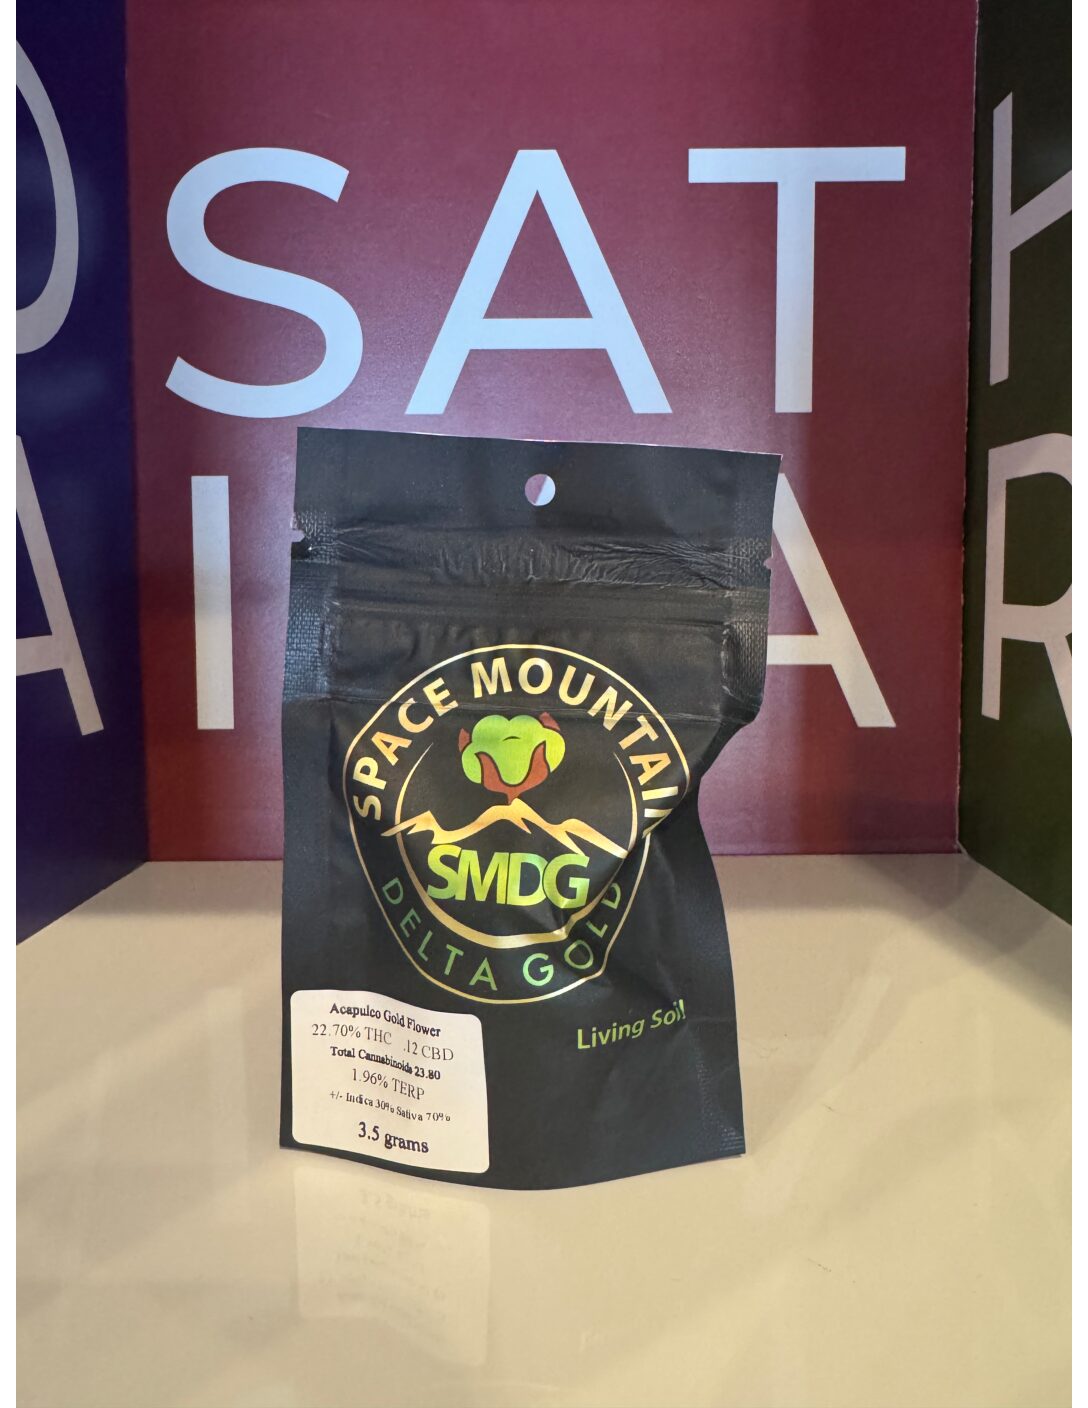 SAT
I A
SPACE MOUNTAIN
SMDG
DELTA GOLD
Living Soil
Acapulco Gold Flower
22.70% THC .12 CBD
Total Cannabinoids 23.80
1.96% TERP
+/- Indica 30% Sativa 70%
3.5 grams